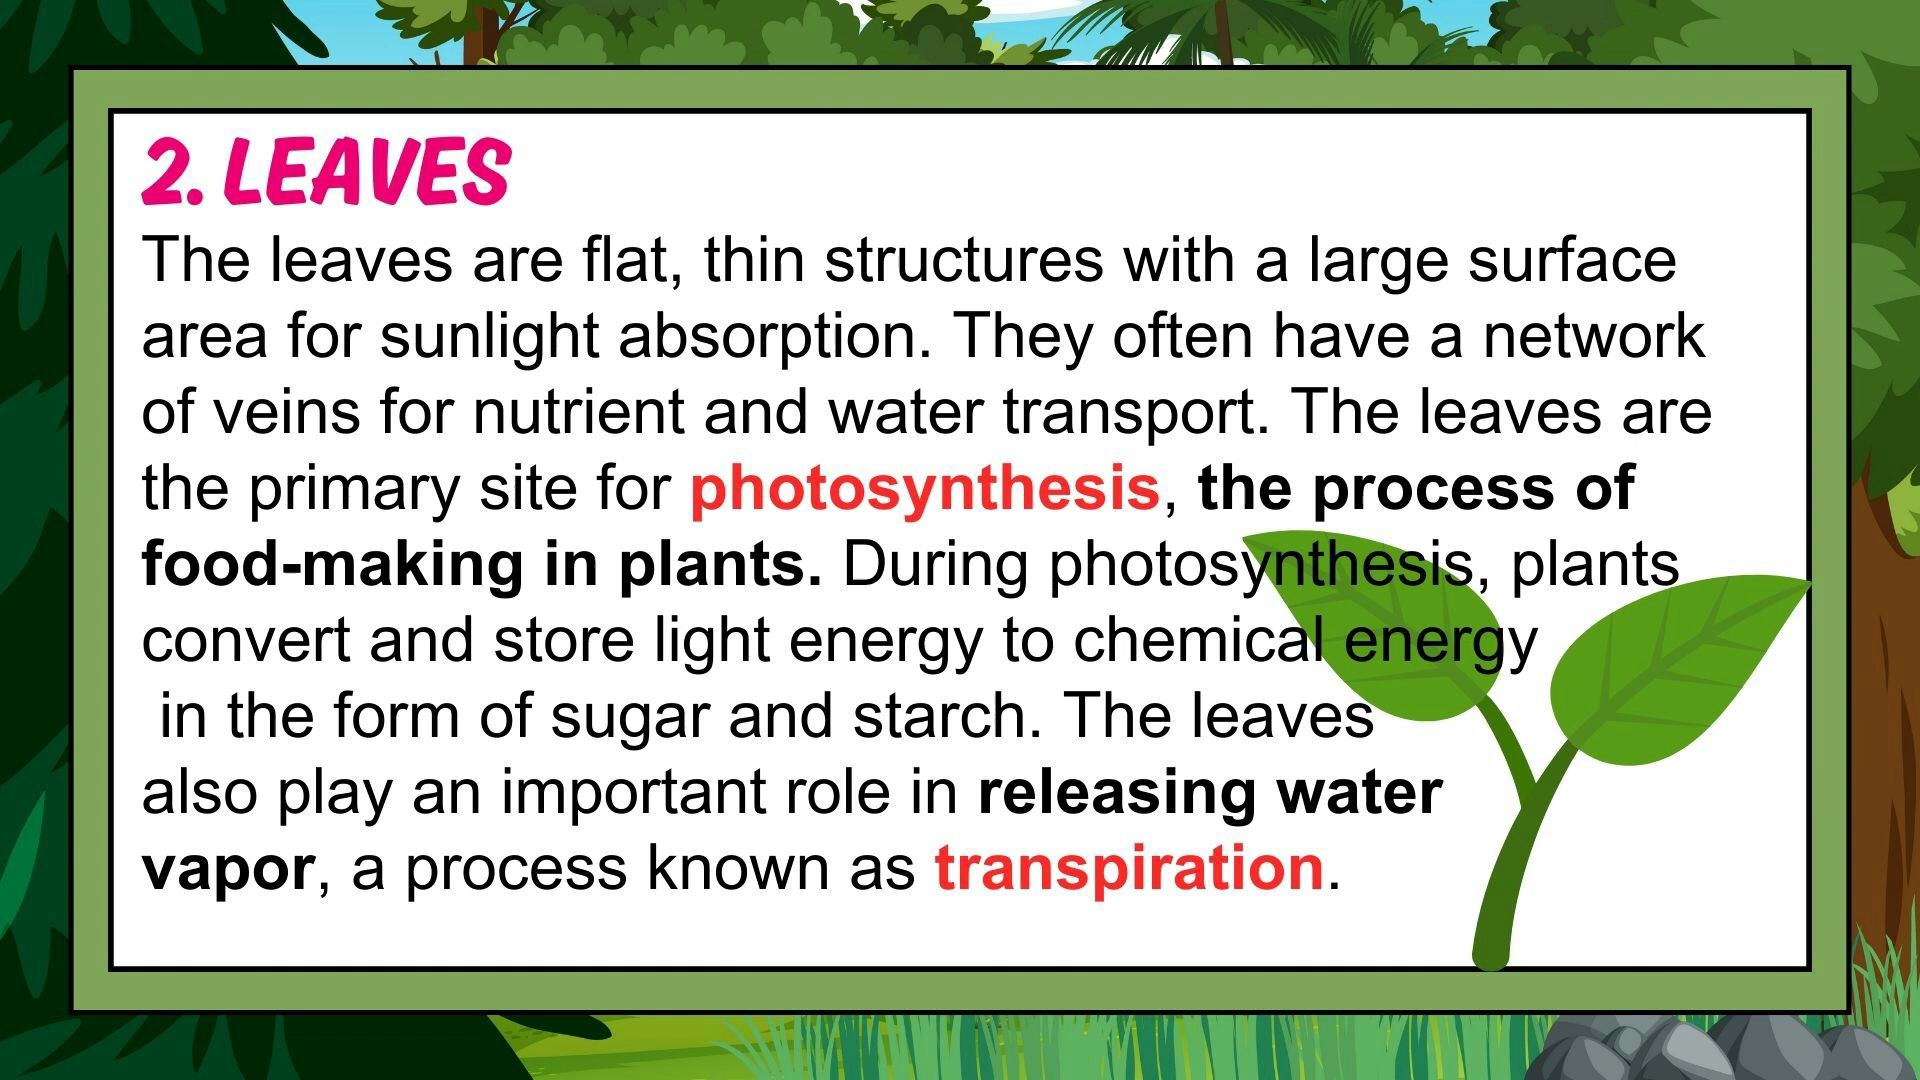 2. LEAVES
The leaves are flat, thin structures with a large surface
area for sunlight absorption. They often have a network
of veins for nutrient and water transport. The leaves are
the primary site for photosynthesis, the process of
food-making in plants. During photosynthesis, plants
convert and store light energy to chemical energy
in the form of sugar and starch. The leaves
also play an important role in releasing water
vapor, a process known as transpiration.